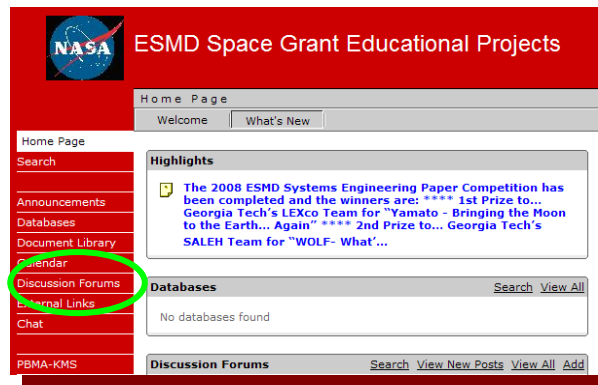 NASA
ESMD Space Grant Educational Projects
Home Page
Welcome
What's New
Home Page
Search
Announcements
Databases
Document Library
Calendar
Discussion Forums
External Links
Chat
PBMA-KMS
Highlights
The 2008 ESMD Systems Engineering Paper Competition has
been completed and the winners are: **** 1st Prize to...
Georgia Tech's LEXco Team for "Yamato - Bringing the Moon
to the Earth... Again" **** 2nd Prize to... Georgia Tech's
SALEH Team for "WOLF- What'...
Databases Search View All
No databases found
Discussion Forums Search View New Posts View All Add